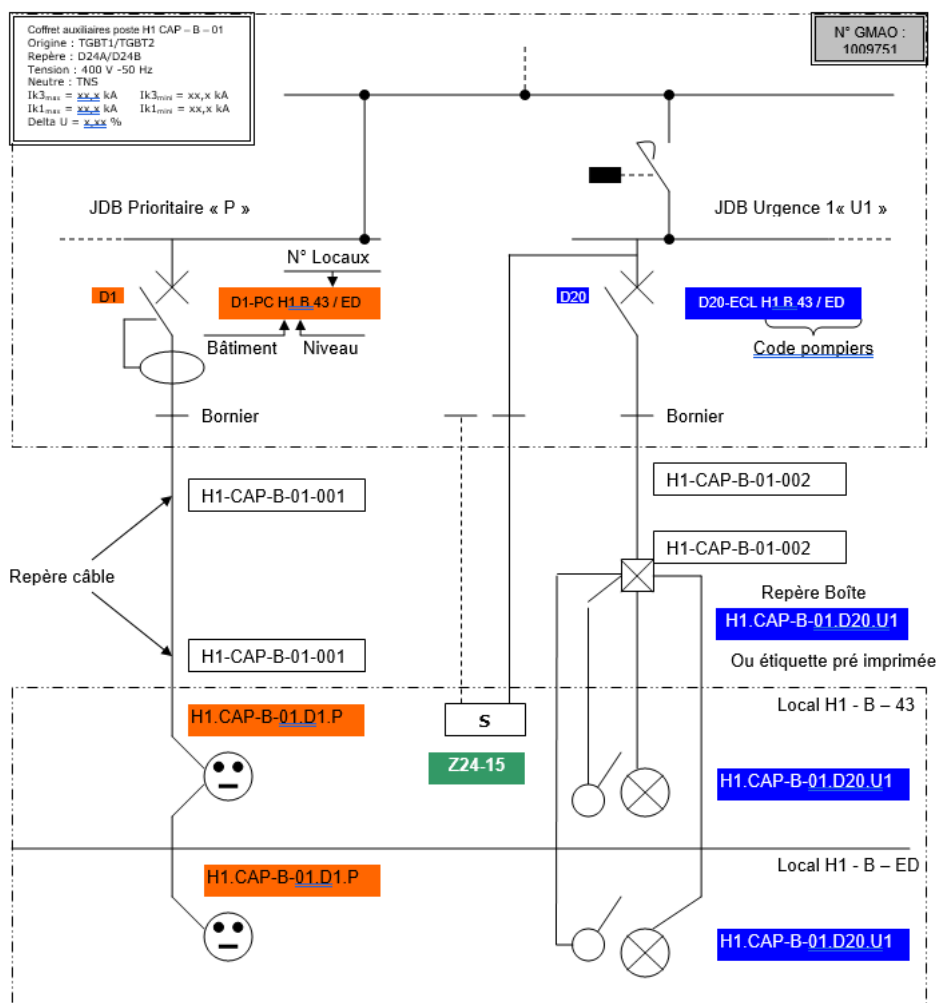 Coffret auxiliaires poste H1 CAP – B – 01
Origine : TGBT1/TGBT2
Repère : D24A/D24B
Tension : 400 V -50 Hz
Neutre : TNS
Ik3max = xx,x kA Ik3mini = xx,x kA
Ik1max = xx,x kA Ik1mini = xx,x kA
Delta U = x,xx %
N° GMAO :
1009751
JDB Prioritaire « P »
JDB Urgence 1« U1 »
N° Locaux
D1
D1-PC H1.B.43 / ED
D20
D20-ECL H1.B.43 / ED
Bâtiment
Niveau
Code pompiers
Bornier
Bornier
H1-CAP-B-01-001
H1-CAP-B-01-002
H1-CAP-B-01-002
Repère câble
Repère Boîte
H1.CAP-B-01.D20.U1
H1-CAP-B-01-001
Ou étiquette pré imprimée
Local H1 - B – 43
H1.CAP-B-01.D1.P
S
Z24-15
H1.CAP-B-01.D20.U1
Local H1 - B – ED
H1.CAP-B-01.D1.P
H1.CAP-B-01.D20.U1